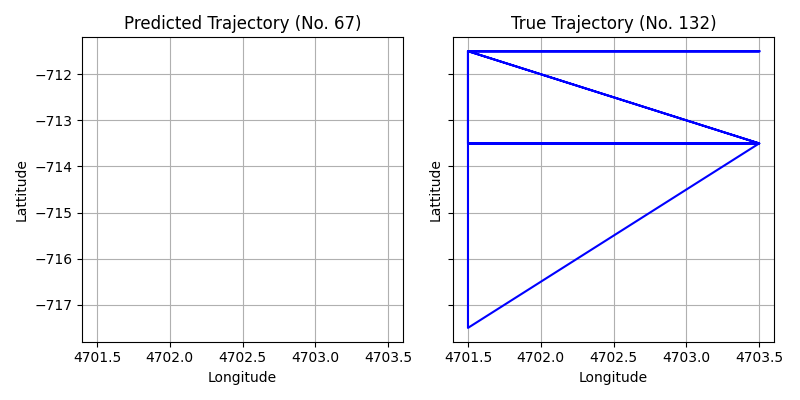 Predicted Trajectory (No. 67)
True Trajectory (No. 132)
Lattitude
−712
−713
−714
−715
−716
−717
4701.5 4702.0 4702.5 4703.0 4703.5
Longitude
Lattitude
4701.5 4702.0 4702.5 4703.0 4703.5
Longitude